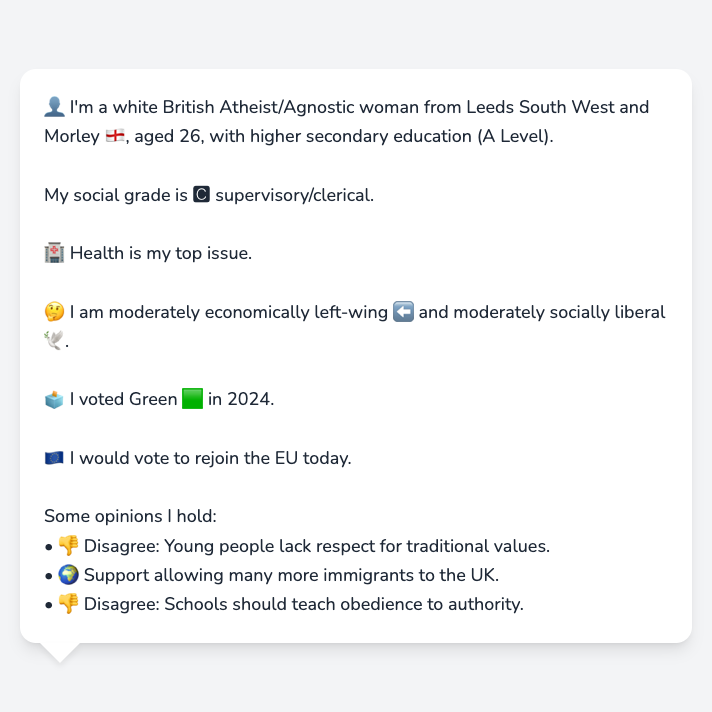 👤 I'm a white British Atheist/Agnostic woman from Leeds South West and
Morley 🏴󠁧󠁢󠁥󠁮󠁧󠁿, aged 26, with higher secondary education (A Level).
My social grade is 🅲 supervisory/clerical.
🏥 Health is my top issue.
🤔 I am moderately economically left-wing ⬅️ and moderately socially liberal
🕊️.
🗳️ I voted Green 🟩 in 2024.
🇪🇺 I would vote to rejoin the EU today.
Some opinions I hold:
• 👎 Disagree: Young people lack respect for traditional values.
• 🌍 Support allowing many more immigrants to the UK.
• 👎 Disagree: Schools should teach obedience to authority.